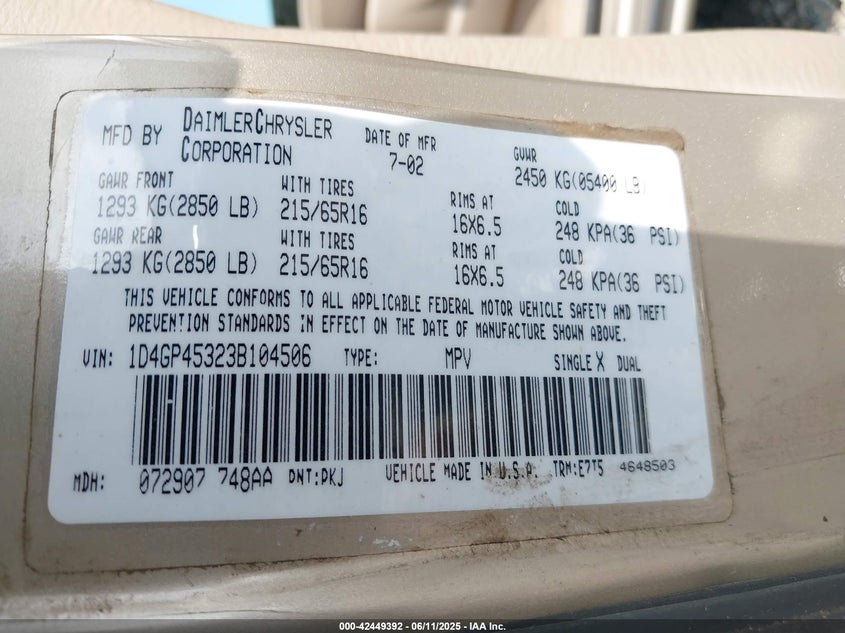 MFD BY DAIMLERCHRYSLER CORPORATION DATE OF MFR 7-02 GVWR 2450 KG(05400 LB)
GAWR FRONT WITH TIRES RIMS AT COLD
1293 KG(2850 LB) 215/65R16 16X6.5 248 KPA(36 PSI)
GAWR REAR WITH TIRES RIMS AT COLD
1293 KG(2850 LB) 215/65R16 16X6.5 248 KPA(36 PSI)
THIS VEHICLE CONFORMS TO ALL APPLICABLE FEDERAL MOTOR VEHICLE SAFETY AND THEFT
PREVENTION STANDARDS IN EFFECT ON THE DATE OF MANUFACTURE SHOWN ABOVE.
VIN: 1D4GP45323B104506 TYPE: MPV SINGLE X DUAL
MDH: 072907 748AA PNT:PKJ VEHICLE MADE IN U.S.A. TRM:E7T5 4648503
000-42449392 - 06/11/2025 - IAA Inc.